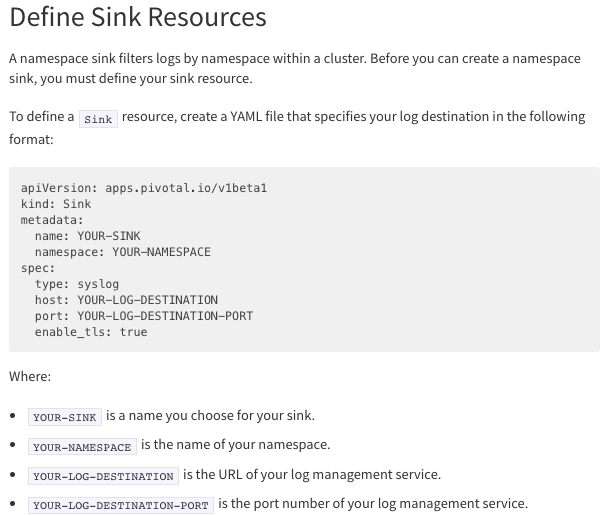 Define Sink Resources
A namespace sink filters logs by namespace within a cluster. Before you can create a namespace
sink, you must define your sink resource.
To define a Sink resource, create a YAML file that specifies your log destination in the following
format:
apiVersion: apps.pivotal.io/v1beta1
kind: Sink
metadata:
  name: YOUR-SINK
  namespace: YOUR-NAMESPACE
spec:
  type: syslog
  host: YOUR-LOG-DESTINATION
  port: YOUR-LOG-DESTINATION-PORT
  enable_tls: true
Where:
• YOUR-SINK is a name you choose for your sink.
• YOUR-NAMESPACE is the name of your namespace.
• YOUR-LOG-DESTINATION is the URL of your log management service.
• YOUR-LOG-DESTINATION-PORT is the port number of your log management service.